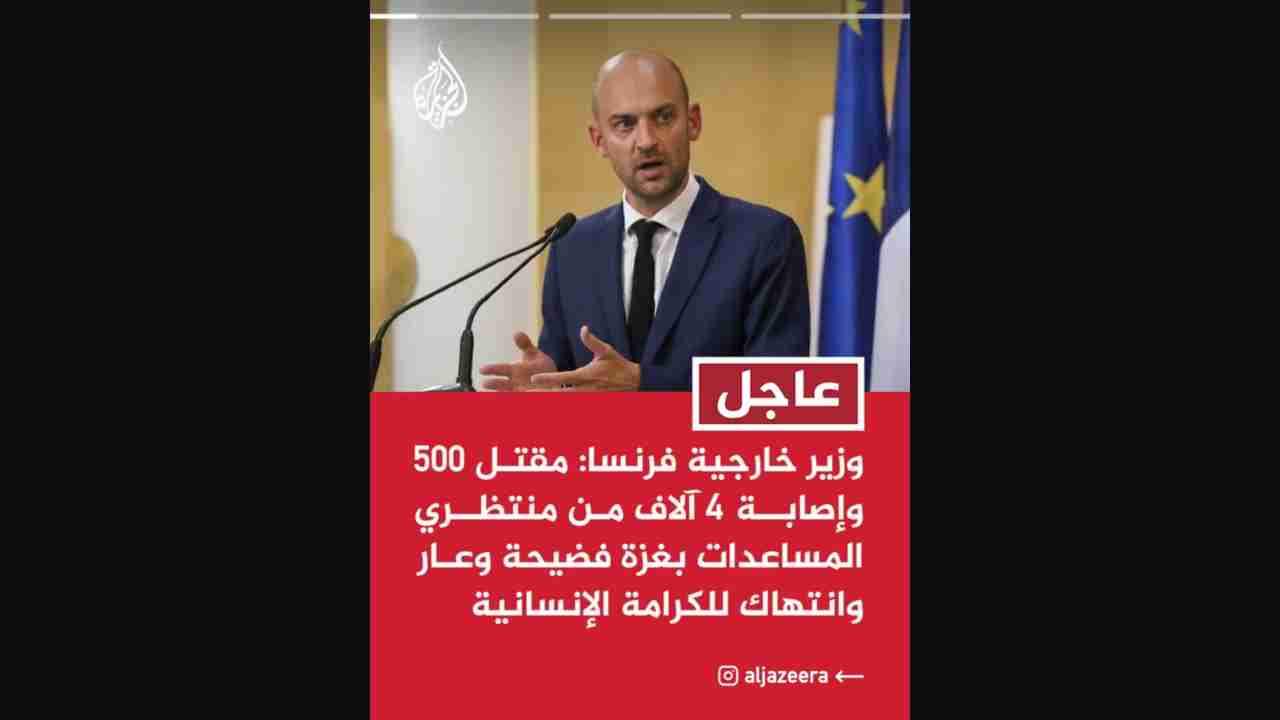 الجزيرة
عاجل
وزير خارجية فرنسا: مقتل 500
وإصابة 4 آلاف من منتظري
المساعدات بغزة فضيحة وعار
وانتهاك للكرامة الإنسانية
aljazeera